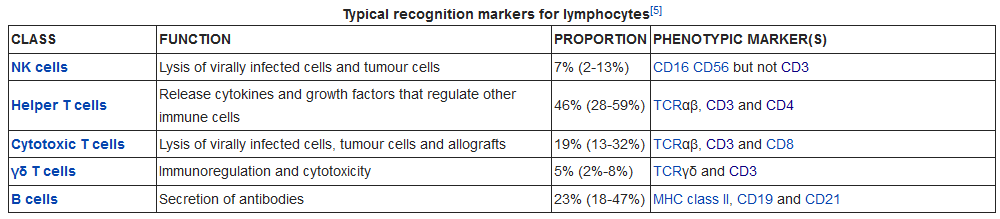 Typical recognition markers for lymphocytes[5]
CLASS FUNCTION PROPORTION PHENOTYPIC MARKER(S)
NK cells Lysis of virally infected cells and tumour cells 7% (2-13%) CD16 CD56 but not CD3
Helper T cells Release cytokines and growth factors that regulate other immune cells 46% (28-59%) TCRαβ, CD3 and CD4
Cytotoxic T cells Lysis of virally infected cells, tumour cells and allografts 19% (13-32%) TCRαβ, CD3 and CD8
γδ T cells Immunoregulation and cytotoxicity 5% (2%-8%) TCRγδ and CD3
B cells Secretion of antibodies 23% (18-47%) MHC class II, CD19 and CD21